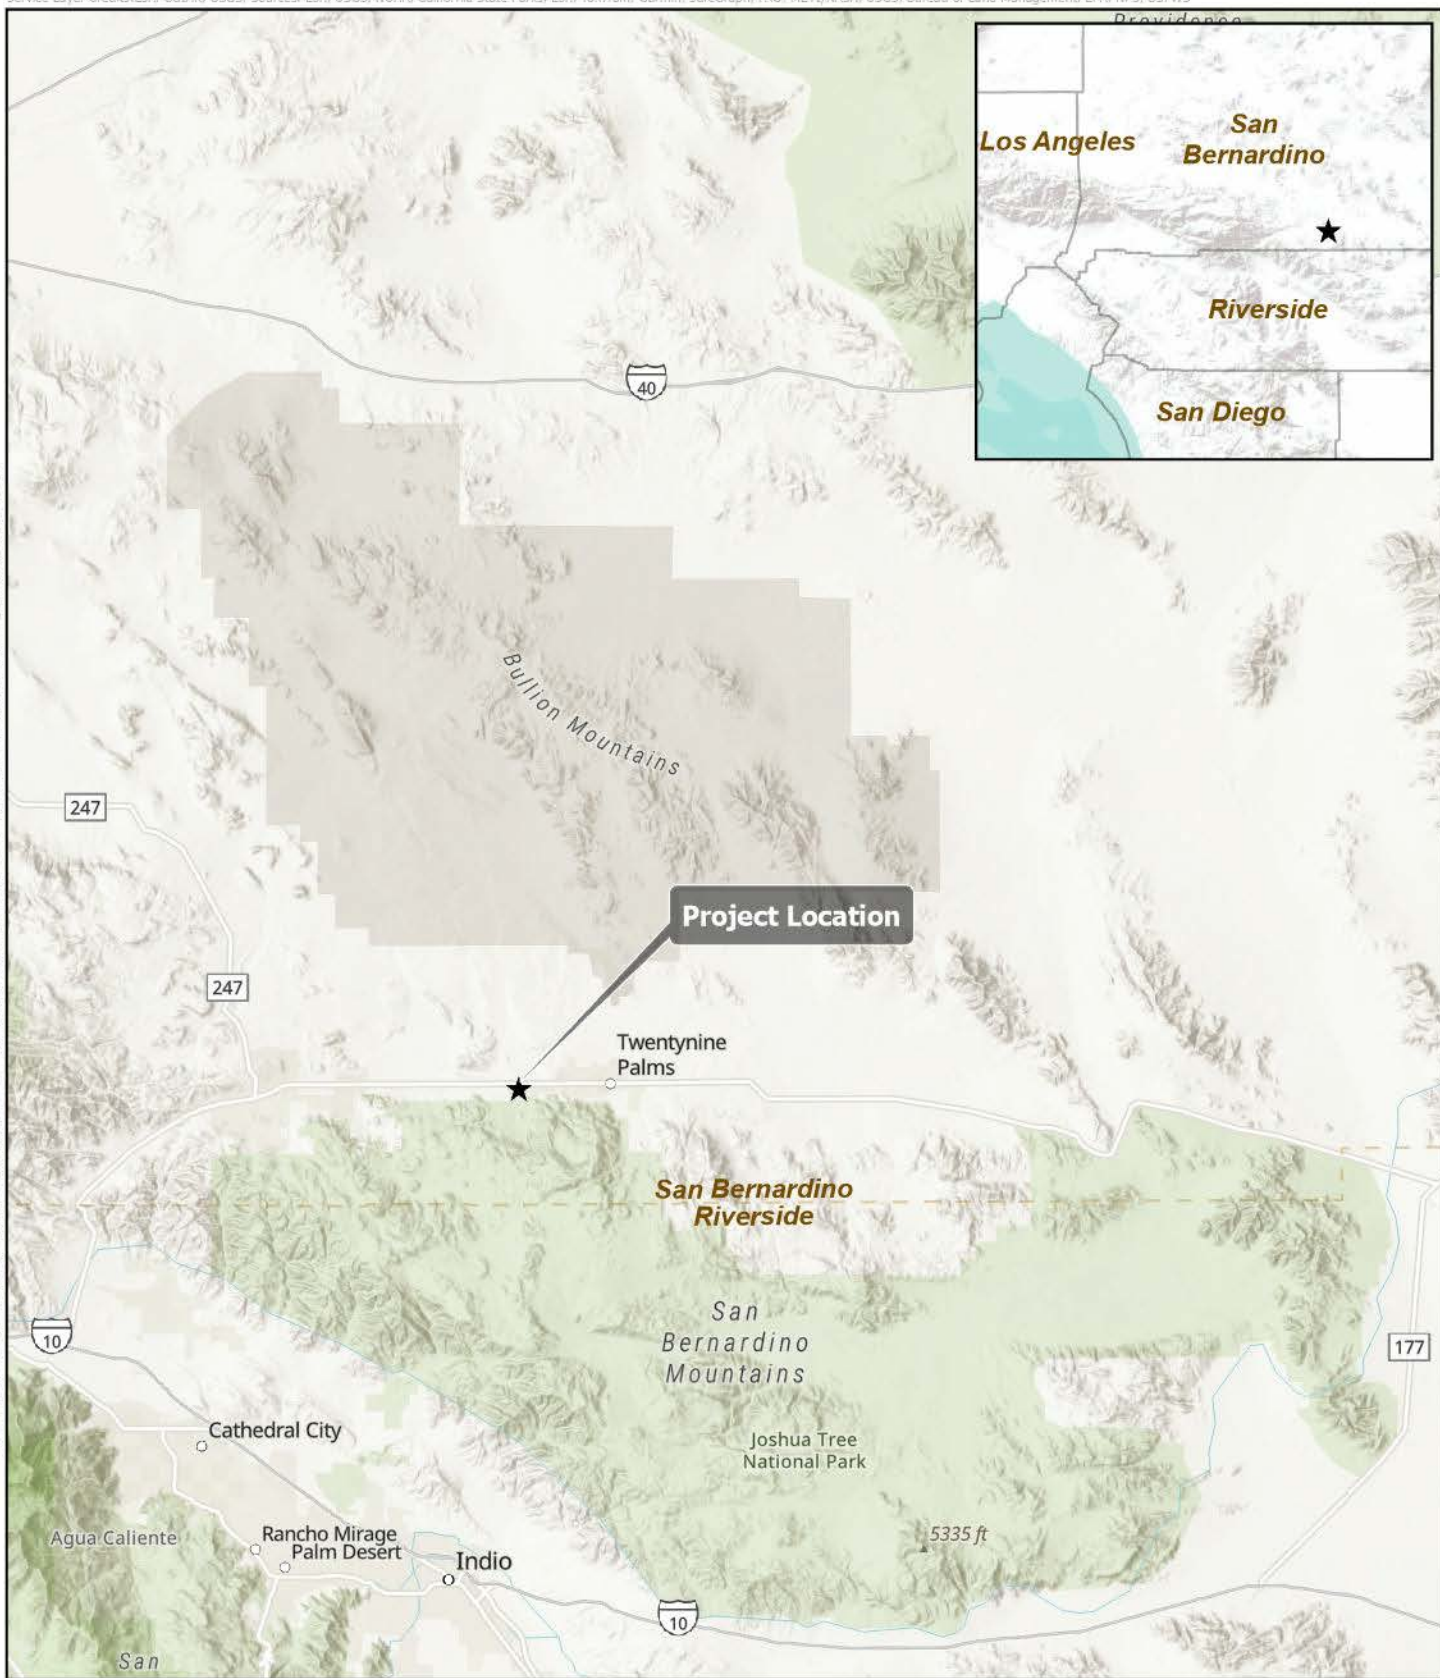 Providence
Los Angeles
San
Bernardino
Riverside
San Diego
40
Bullion Mountains
247
Project Location
247
Twentynine
Palms
San Bernardino
Riverside
San
Bernardino
Mountains
10
177
Cathedral City
Joshua Tree
National Park
Agua Caliente
Rancho Mirage
Palm Desert
Indio
5335 ft
10
San